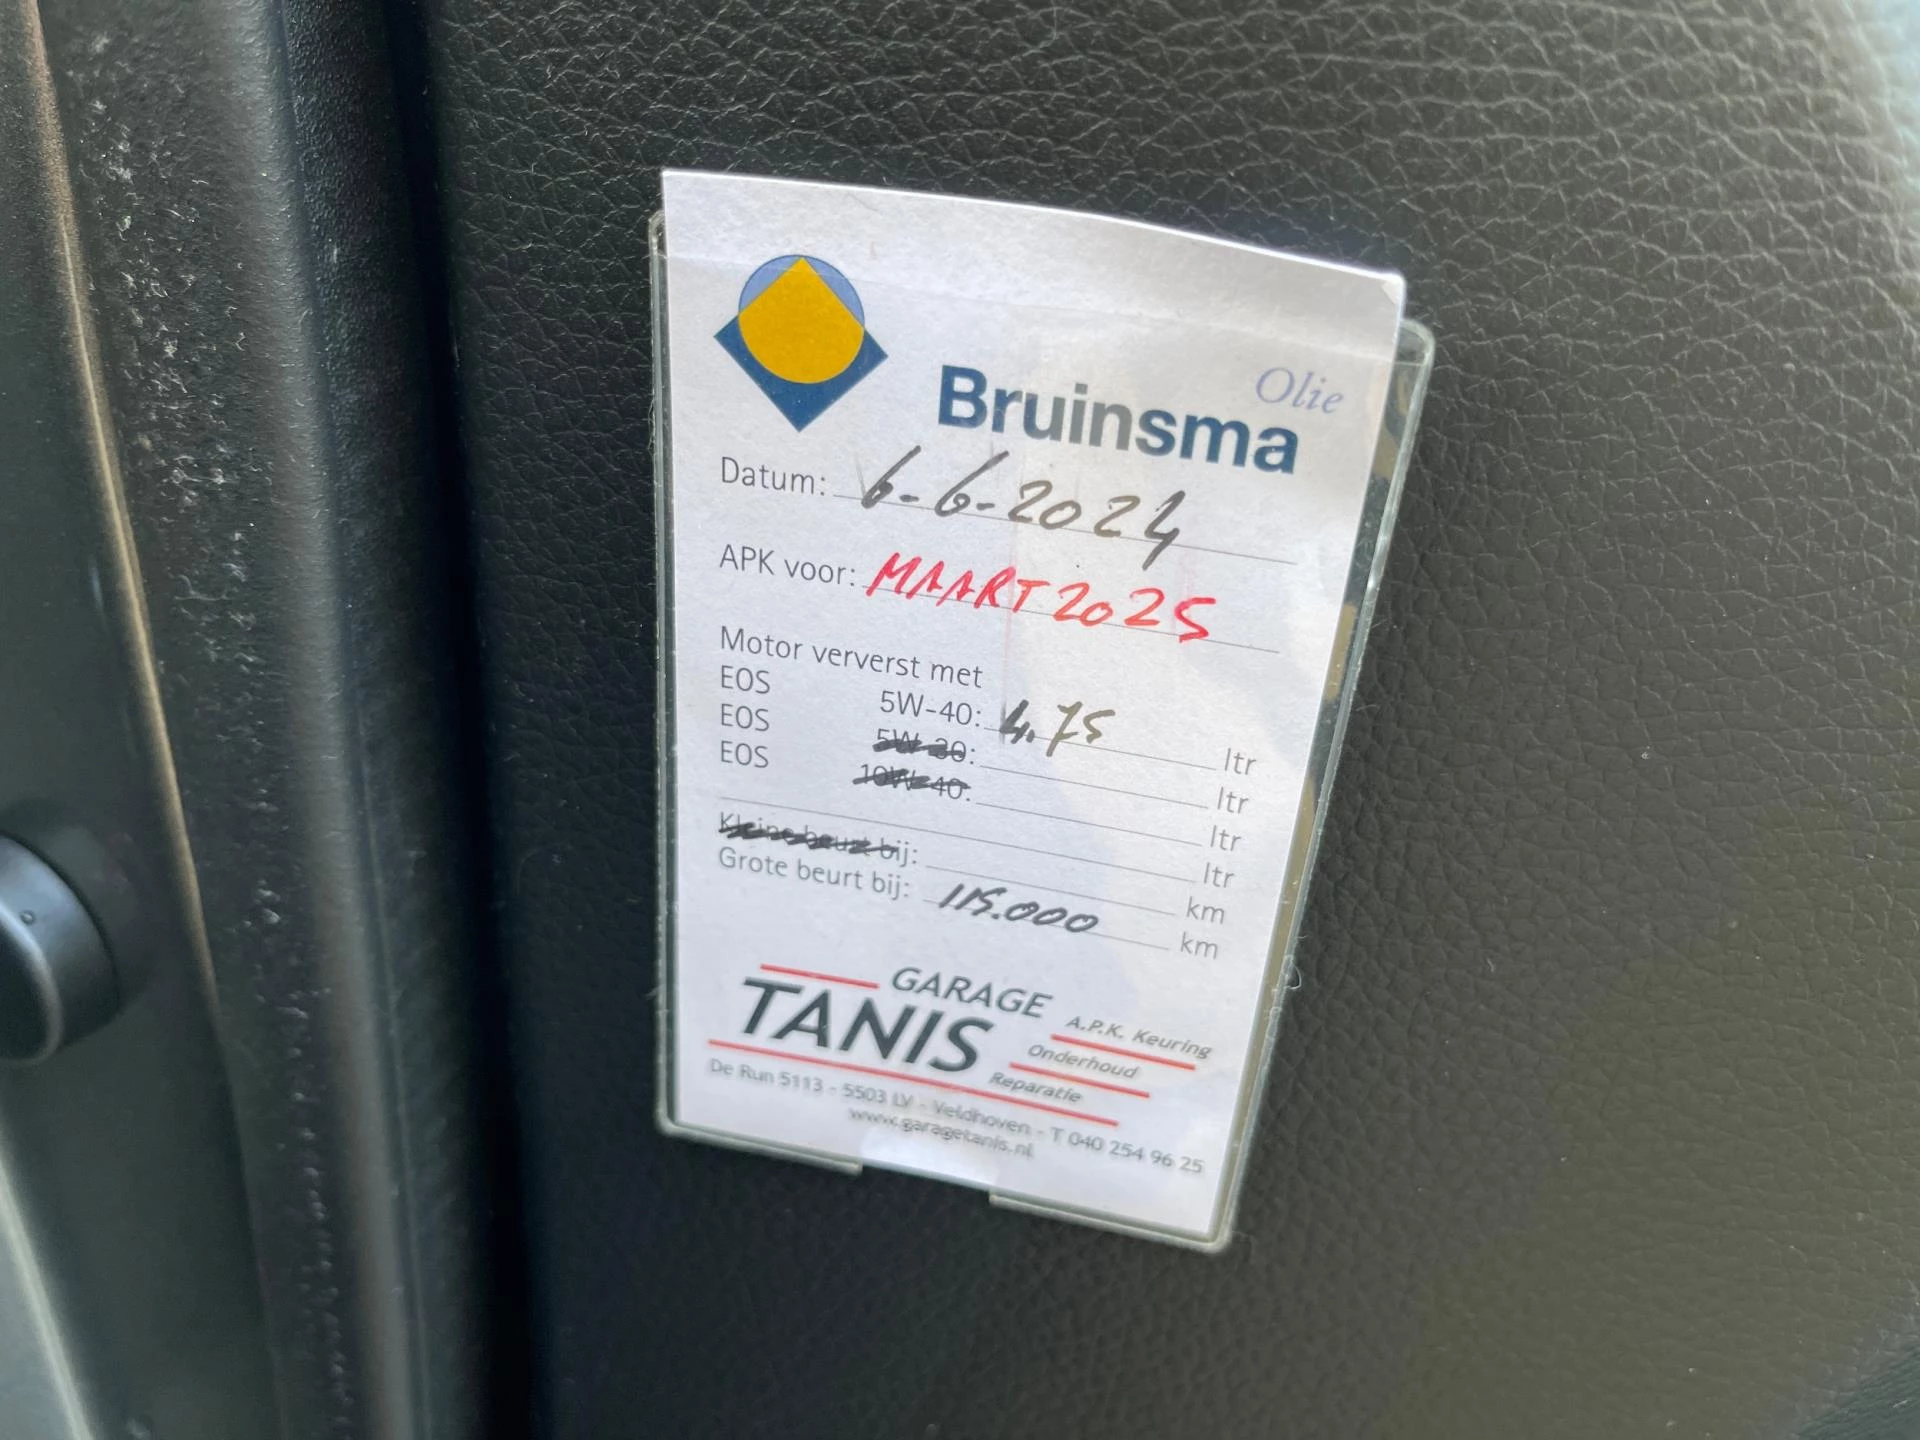 Olie
Bruinsma
Datum: 6-6-2024
APK voor: MAART 2025
Motor ververst met
EOS 5W-40: 4.75 ltr
EOS 5W-30: ltr
EOS 10W-40: ltr
ltr
Kleine beurt bij: km
Grote beurt bij: 115.000 km
GARAGE
TANIS
A.P.K. Keuring
Onderhoud
Reparatie
De Run 5113 - 5503 LV - Veldhoven - T 040 254 96 25
www.garagetanis.nl